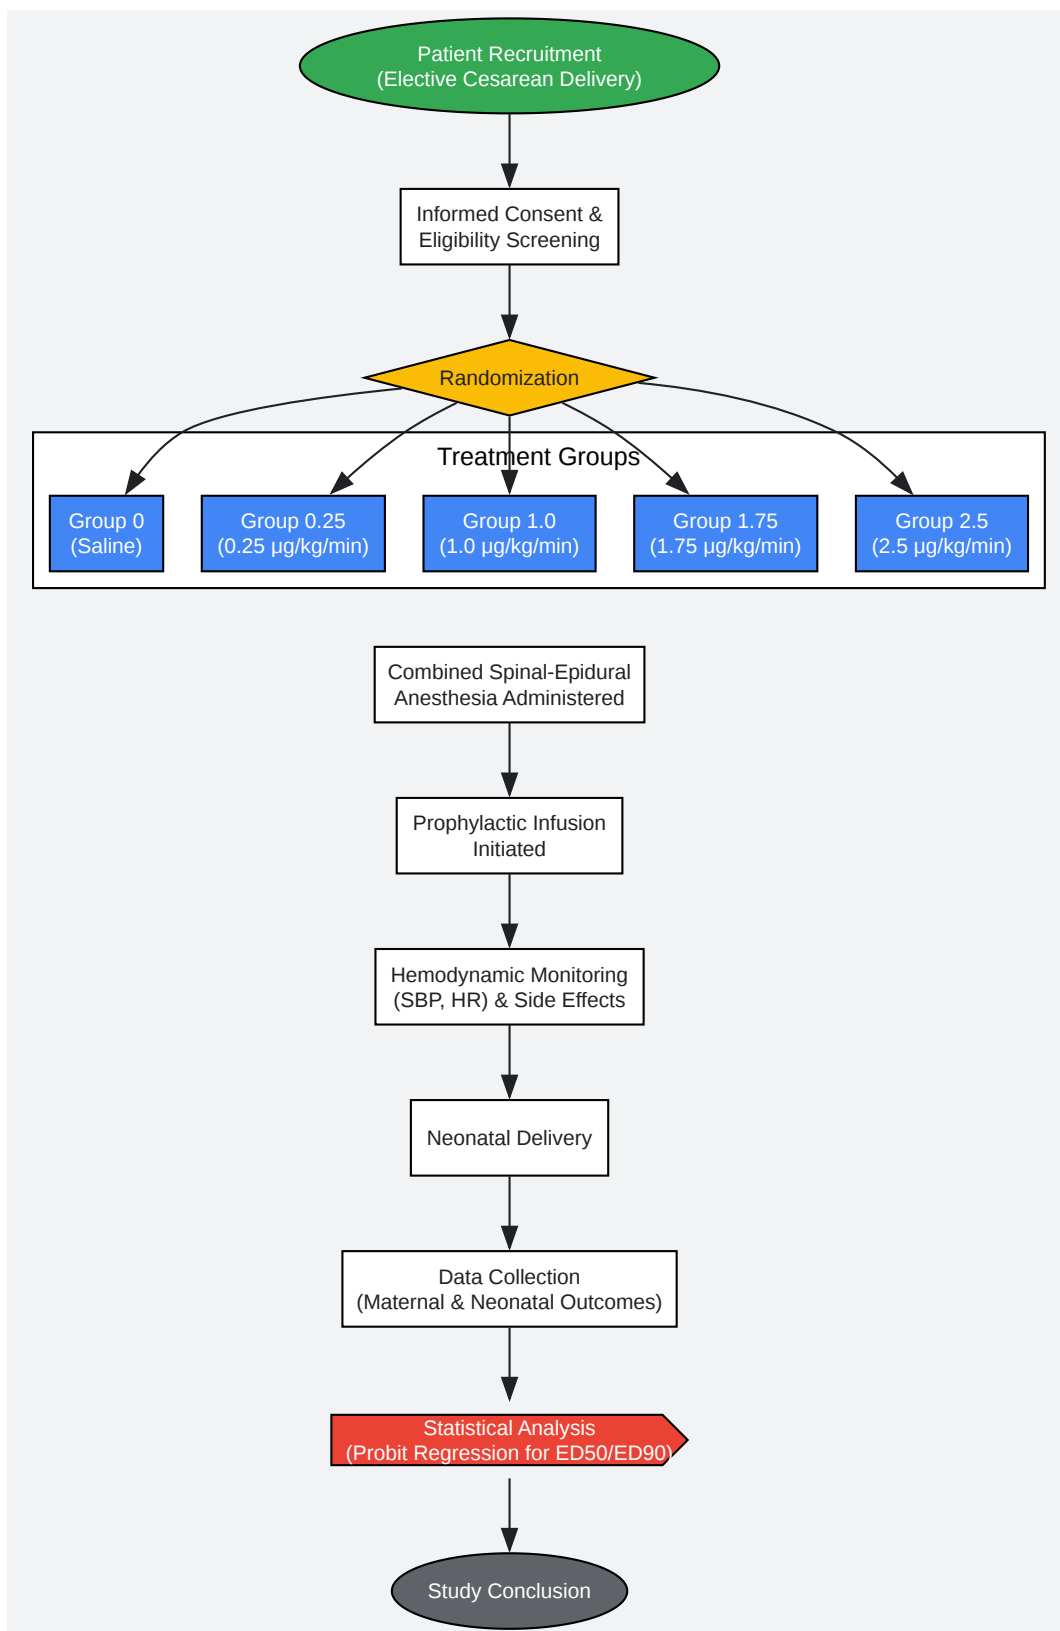 Patient Recruitment
(Elective Cesarean Delivery)
Informed Consent &
Eligibility Screening
Randomization
Treatment Groups
Group 0
(Saline)
Group 0.25
(0.25 μg/kg/min)
Group 1.0
(1.0 μg/kg/min)
Group 1.75
(1.75 μg/kg/min)
Group 2.5
(2.5 μg/kg/min)
Combined Spinal-Epidural
Anesthesia Administered
Prophylactic Infusion
Initiated
Hemodynamic Monitoring
(SBP, HR) & Side Effects
Neonatal Delivery
Data Collection
(Maternal & Neonatal Outcomes)
Statistical Analysis
(Probit Regression for ED50/ED90)
Study Conclusion